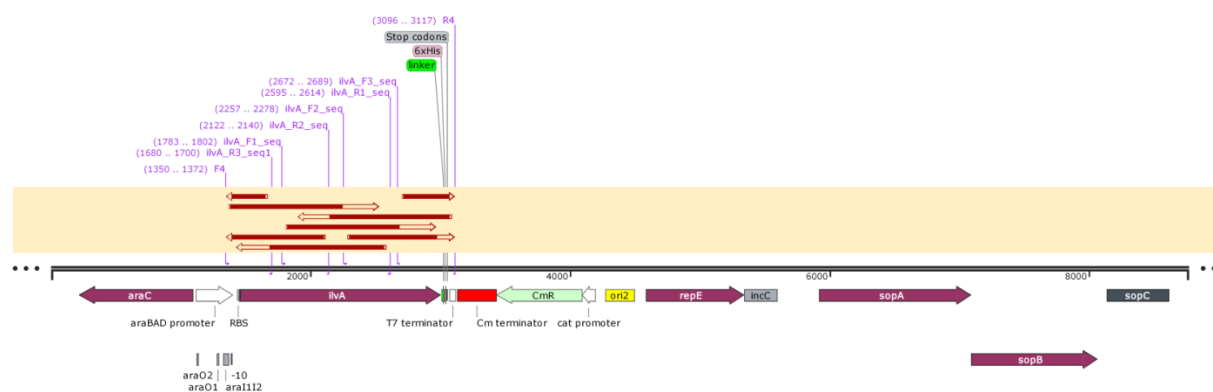 (3096 .. 3117) R4
Stop codons
6xHis
linker
(2672 .. 2689) ilvA_F3_seq
(2595 .. 2614) ilvA_R1_seq
(2257 .. 2278) ilvA_F2_seq
(2122 .. 2140) ilvA_R2_seq
(1783 .. 1802) ilvA_F1_seq
(1680 .. 1700) ilvA_R3_seq1
(1350 .. 1372) F4
2000 4000 6000 8000
araC ilvA CmR ori2 repE incC sopA sopC
araBAD promoter RBS T7 terminator Cm terminator cat promoter
sopB
araO2 -10
araO1 araI1I2